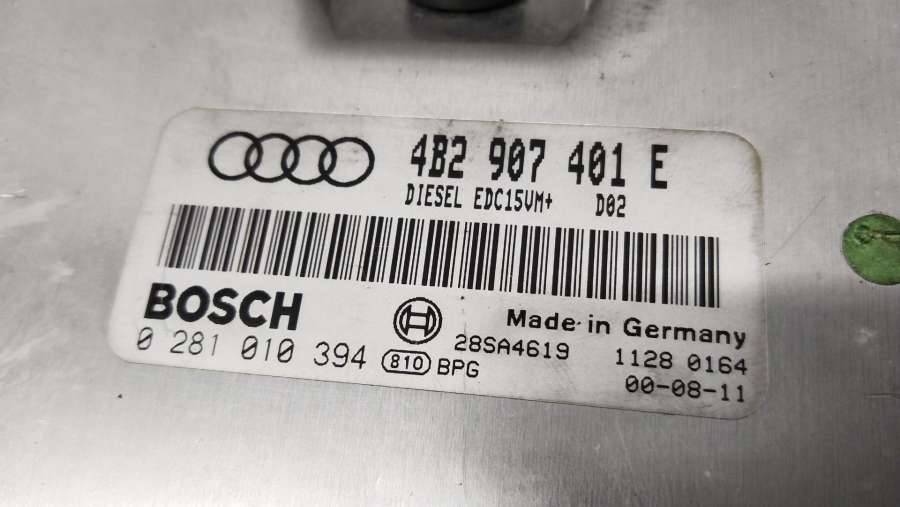 4B2 907 401 E
DIESEL EDC15VM+ D02
BOSCH
Made in Germany
0 281 010 394 810 BPG 28SA4619 1128 0164
00-08-11